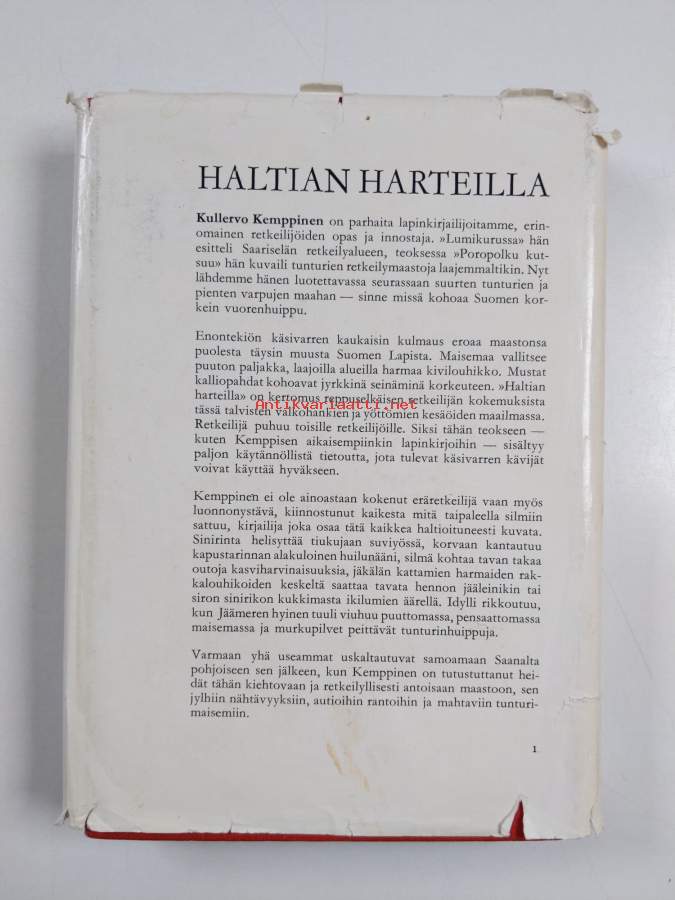 HALTIAN HARTEILLA
Kullervo Kemppinen on parhaita lapinkirjailijoitamme, erin-
omainen retkeilijöiden opas ja innostaja. »Lumikurussa» hän
esitteli Saariselän retkeilyalueen, teoksessa »Poropolku kut-
suu» hän kuvaili tunturien retkeilymaastoja laajemmaltikin. Nyt
lähdemme hänen luotettavassa seurassaan suurten tunturien ja
pienten varpujen maahan — sinne missä kohoaa Suomen kor-
kein vuorenhuippu.
Enontekiön käsivarren kaukaisin kulmaus eroaa maastonsa
puolesta täysin muusta Suomen Lapista. Maisemaa vallitsee
puuton paljakka, laajoilla alueilla harmaa kivilouhikko. Mustat
kalliopahdat kohoavat jyrkkinä seinäminä korkeuteen. »Haltian
harteilla» on kertomus reppuselkäisen retkeilijän kokemuksista
Antikvariaatti.net
tässä talvisten valkohankien ja yöttömien kesäöiden maailmassa.
Retkeilijä puhuu toisille retkeilijöille. Siksi tähän teokseen —
kuten Kemppisen aikaisempiinkin lapinkirjoihin — sisältyy
paljon käytännöllistä tietoutta, jota tulevat käsivarren kävijät
voivat käyttää hyväkseen.
Kemppinen ei ole ainoastaan kokenut eräretkeilijä vaan myös
luonnonystävä, kiinnostunut kaikesta mitä taipaleella silmiin
sattuu, kirjailija joka osaa tätä kaikkea haltioituneesti kuvata.
Sinirinta helisyttää tiukujaan suviyössä, korvaan kantautuu
kapustarinnan alakuloinen huilunääni, silmä kohtaa tavan takaa
outoja kasviharvinaisuuksia, jäkälän kattamien harmaiden rak-
kalouhikoiden keskeltä saattaa tavata hennon jääleinikin tai
siron sinirikon kukkimasta ikilumien äärellä. Idylli rikkoutuu,
kun Jäämeren hyinen tuuli viuhuu puuttomassa, pensaattomassa
maisemassa ja murkupilvet peittävät tunturinhuippuja.
Varmaan yhä useammat uskaltautuvat samoamaan Saanalta
pohjoiseen sen jälkeen, kun Kemppinen on tutustuttanut hei-
dät tähän kiehtovaan ja retkeilyllisesti antoisaan maastoon, sen
jylhiin nähtävyyksiin, autioihin rantoihin ja mahtaviin tunturi-
maisemiin.
1